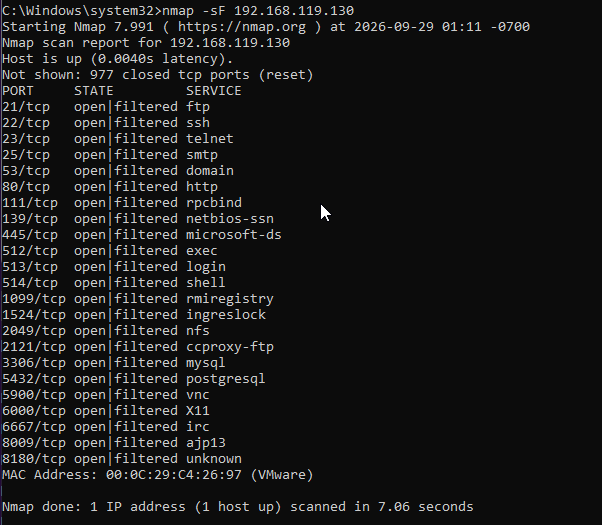 C:\Windows\system32>nmap -sF 192.168.119.130
Starting Nmap 7.991 ( https://nmap.org ) at 2026-09-29 01:11 -0700
Nmap scan report for 192.168.119.130
Host is up (0.0040s latency).
Not shown: 977 closed tcp ports (reset)
PORT     STATE         SERVICE
21/tcp   open|filtered ftp
22/tcp   open|filtered ssh
23/tcp   open|filtered telnet
25/tcp   open|filtered smtp
53/tcp   open|filtered domain
80/tcp   open|filtered http
111/tcp  open|filtered rpcbind
139/tcp  open|filtered netbios-ssn
445/tcp  open|filtered microsoft-ds
512/tcp  open|filtered exec
513/tcp  open|filtered login
514/tcp  open|filtered shell
1099/tcp open|filtered rmiregistry
1524/tcp open|filtered ingreslock
2049/tcp open|filtered nfs
2121/tcp open|filtered ccproxy-ftp
3306/tcp open|filtered mysql
5432/tcp open|filtered postgresql
5900/tcp open|filtered vnc
6000/tcp open|filtered X11
6667/tcp open|filtered irc
8009/tcp open|filtered ajp13
8180/tcp open|filtered unknown
MAC Address: 00:0C:29:C4:26:97 (VMware)
Nmap done: 1 IP address (1 host up) scanned in 7.06 seconds